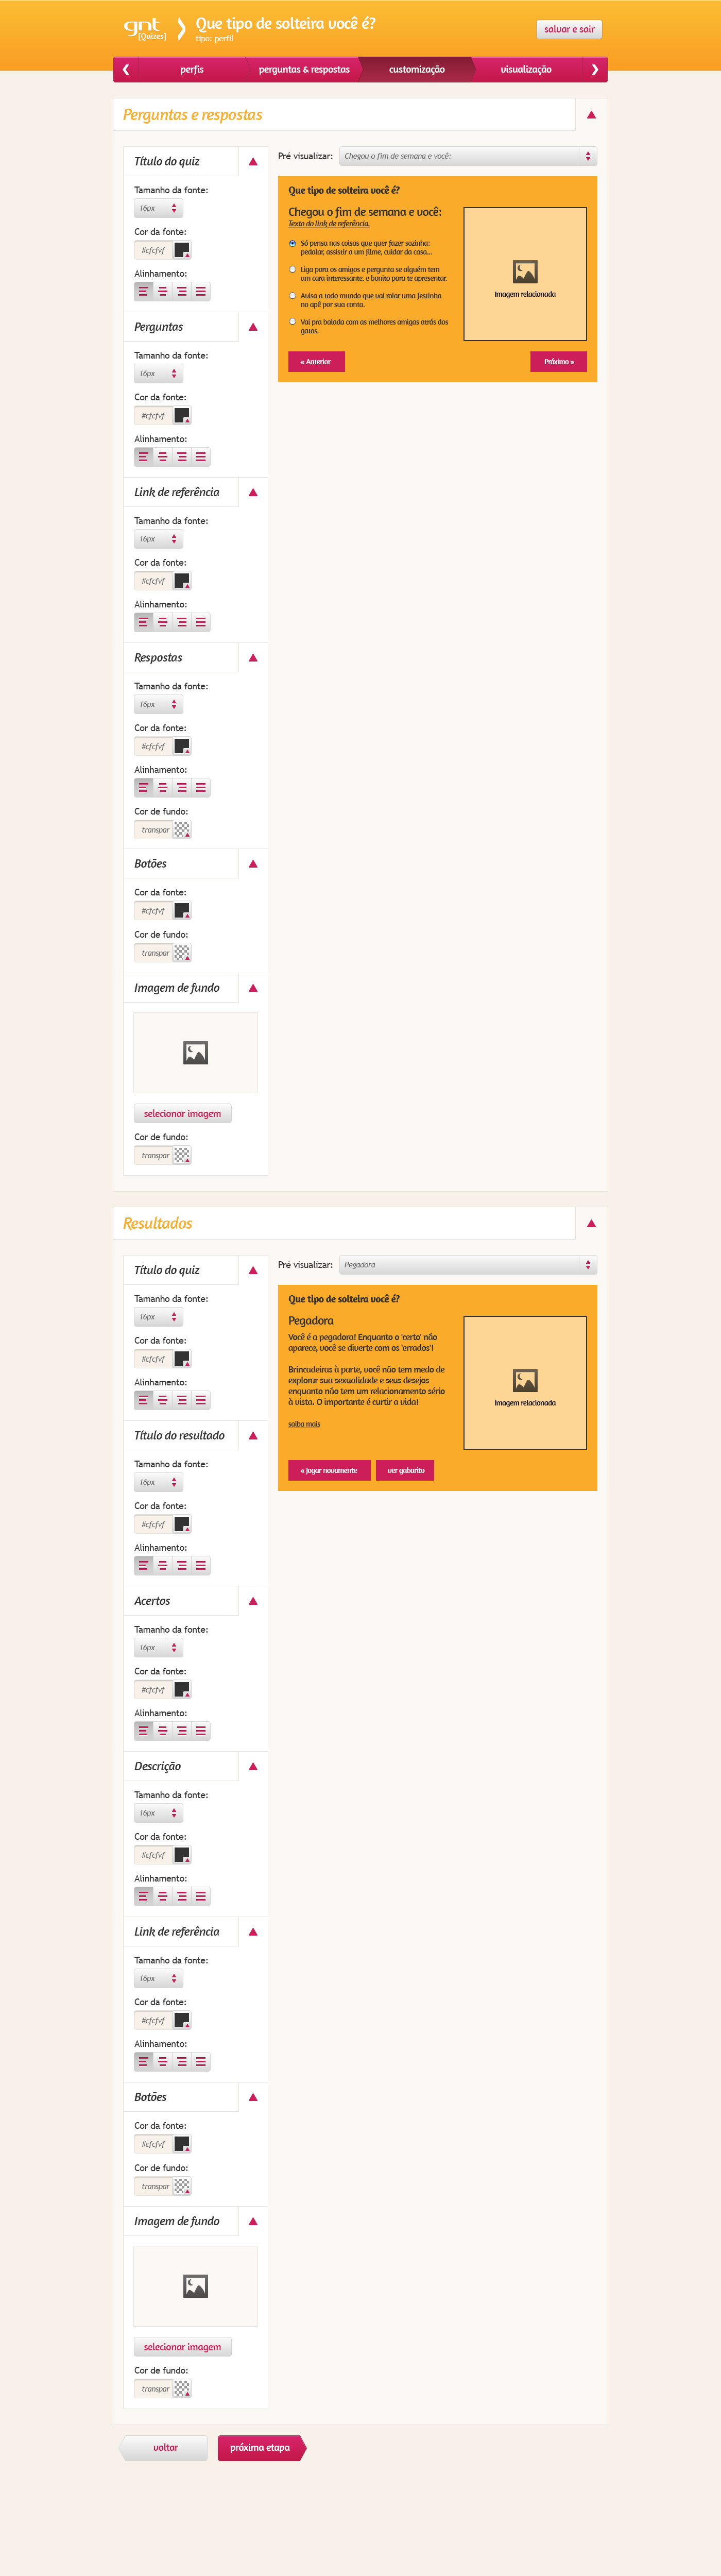 gnt
[Quizes]
Que tipo de solteira você é?
tipo: perfil
salvar e sair
perfis
perguntas & respostas
customização
visualização
Perguntas e respostas
Título do quiz
Tamanho da fonte:
16px
Cor da fonte:
#cfcfvf
Alinhamento:
Perguntas
Tamanho da fonte:
16px
Cor da fonte:
#cfcfvf
Alinhamento:
Link de referência
Tamanho da fonte:
16px
Cor da fonte:
#cfcfvf
Alinhamento:
Respostas
Tamanho da fonte:
16px
Cor da fonte:
#cfcfvf
Alinhamento:
Cor de fundo:
transpar
Botões
Cor da fonte:
#cfcfvf
Cor de fundo:
transpar
Imagem de fundo
selecionar imagem
Cor de fundo:
transpar
Pré visualizar:
Chegou o fim de semana e você:
Que tipo de solteira você é?
Chegou o fim de semana e você:
Texto do link de referência.
Só pensa nas coisas que quer fazer sozinha:
pedalar, assistir a um filme, cuidar da casa...
Liga para os amigos e pergunta se alguém tem
um cara interessante, e bonito para te apresentar.
Avisa a todo mundo que vai rolar uma festinha
no apê por sua conta.
Vai pra balada com as melhores amigas atrás dos
gatos.
Imagem relacionada
« Anterior
Próximo »
Resultados
Título do quiz
Tamanho da fonte:
16px
Cor da fonte:
#cfcfvf
Alinhamento:
Título do resultado
Tamanho da fonte:
16px
Cor da fonte:
#cfcfvf
Alinhamento:
Acertos
Tamanho da fonte:
16px
Cor da fonte:
#cfcfvf
Alinhamento:
Descrição
Tamanho da fonte:
16px
Cor da fonte:
#cfcfvf
Alinhamento:
Link de referência
Tamanho da fonte:
16px
Cor da fonte:
#cfcfvf
Alinhamento:
Botões
Cor da fonte:
#cfcfvf
Cor de fundo:
transpar
Imagem de fundo
selecionar imagem
Cor de fundo:
transpar
Pré visualizar:
Pegadora
Que tipo de solteira você é?
Pegadora
Você é a pegadora! Enquanto o 'certo' não
aparece, você se diverte com os 'errados'!
Brincadeiras à parte, você não tem medo de
explorar sua sexualidade e seus desejos
enquanto não tem um relacionamento sério
à vista. O importante é curtir a vida!
saiba mais
Imagem relacionada
« Jogar novamente
ver gabarito
voltar
próxima etapa